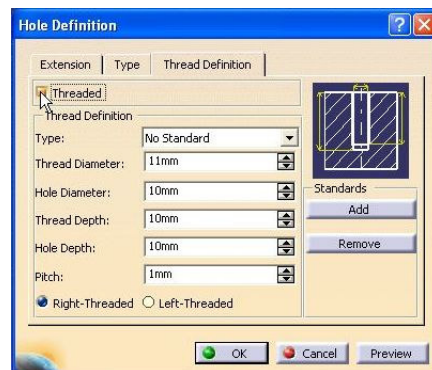 Hole Definition
Extension Type Thread Definition
Threaded
Thread Definition
Type: No Standard
Thread Diameter: 11mm
Hole Diameter: 10mm
Thread Depth: 10mm
Hole Depth: 10mm
Pitch: 1mm
Right-Threaded Left-Threaded
Standards
Add
Remove
OK Cancel Preview